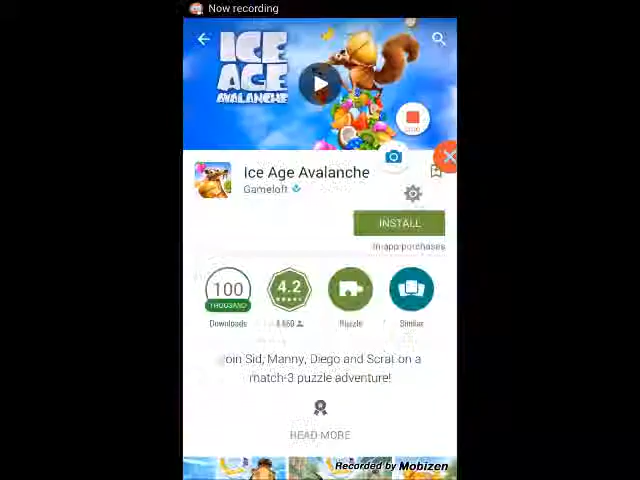 Now recording
ICE
AGE
AVALANCHE
Ice Age Avalanche
Gameloft
INSTALL
In-app purchases
100
THOUSAND
4.2
Downloads
Puzzle
Similar
Join Sid, Manny, Diego and Scrat on a
match-3 puzzle adventure!
READ MORE
Recorded by Mobizen